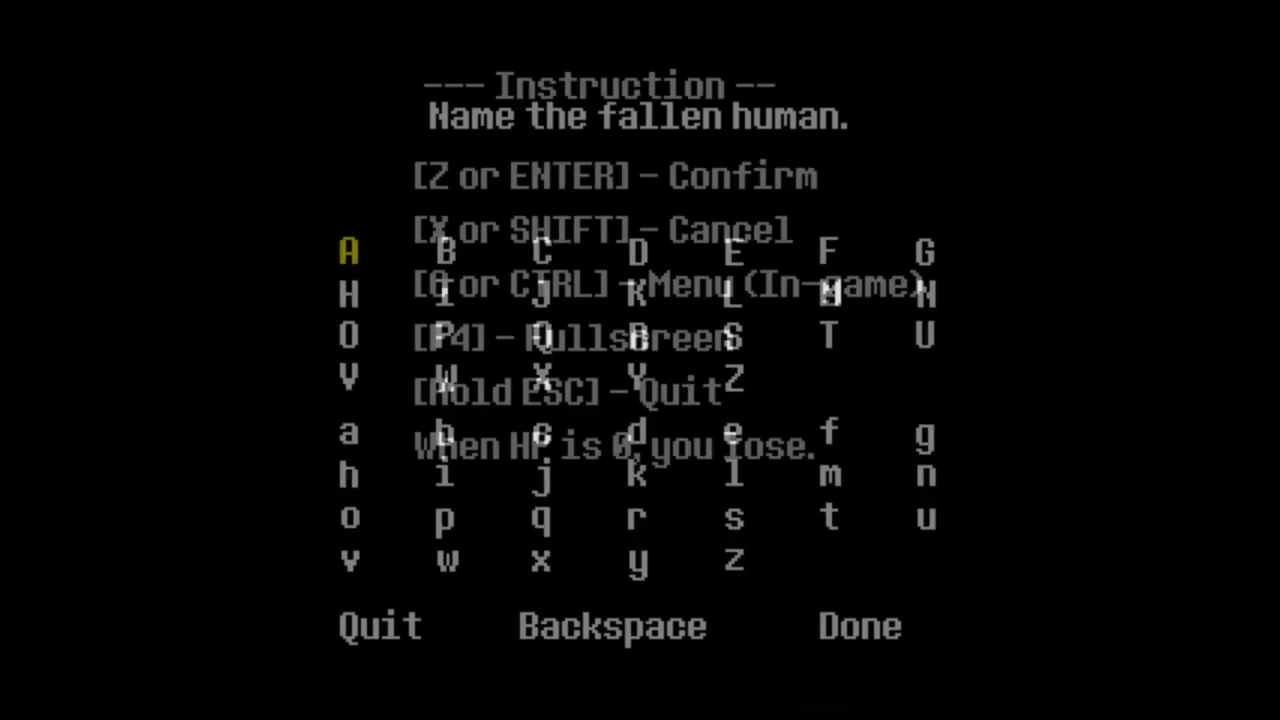 --- Instruction --
Name the fallen human.
[Z or ENTER] - Confirm
[X or SHIFT] - Cancel
A B C D E F G
[C or CTRL] - Menu (In-game)
H I J K L M N
[F4] - Fullscreen
O P Q R S T U
V W X Y Z
[Hold ESC] - Quit
a b c d e f g
When HP is 0, you lose.
h i j k l m n
o p q r s t u
v w x y z
Quit Backspace Done